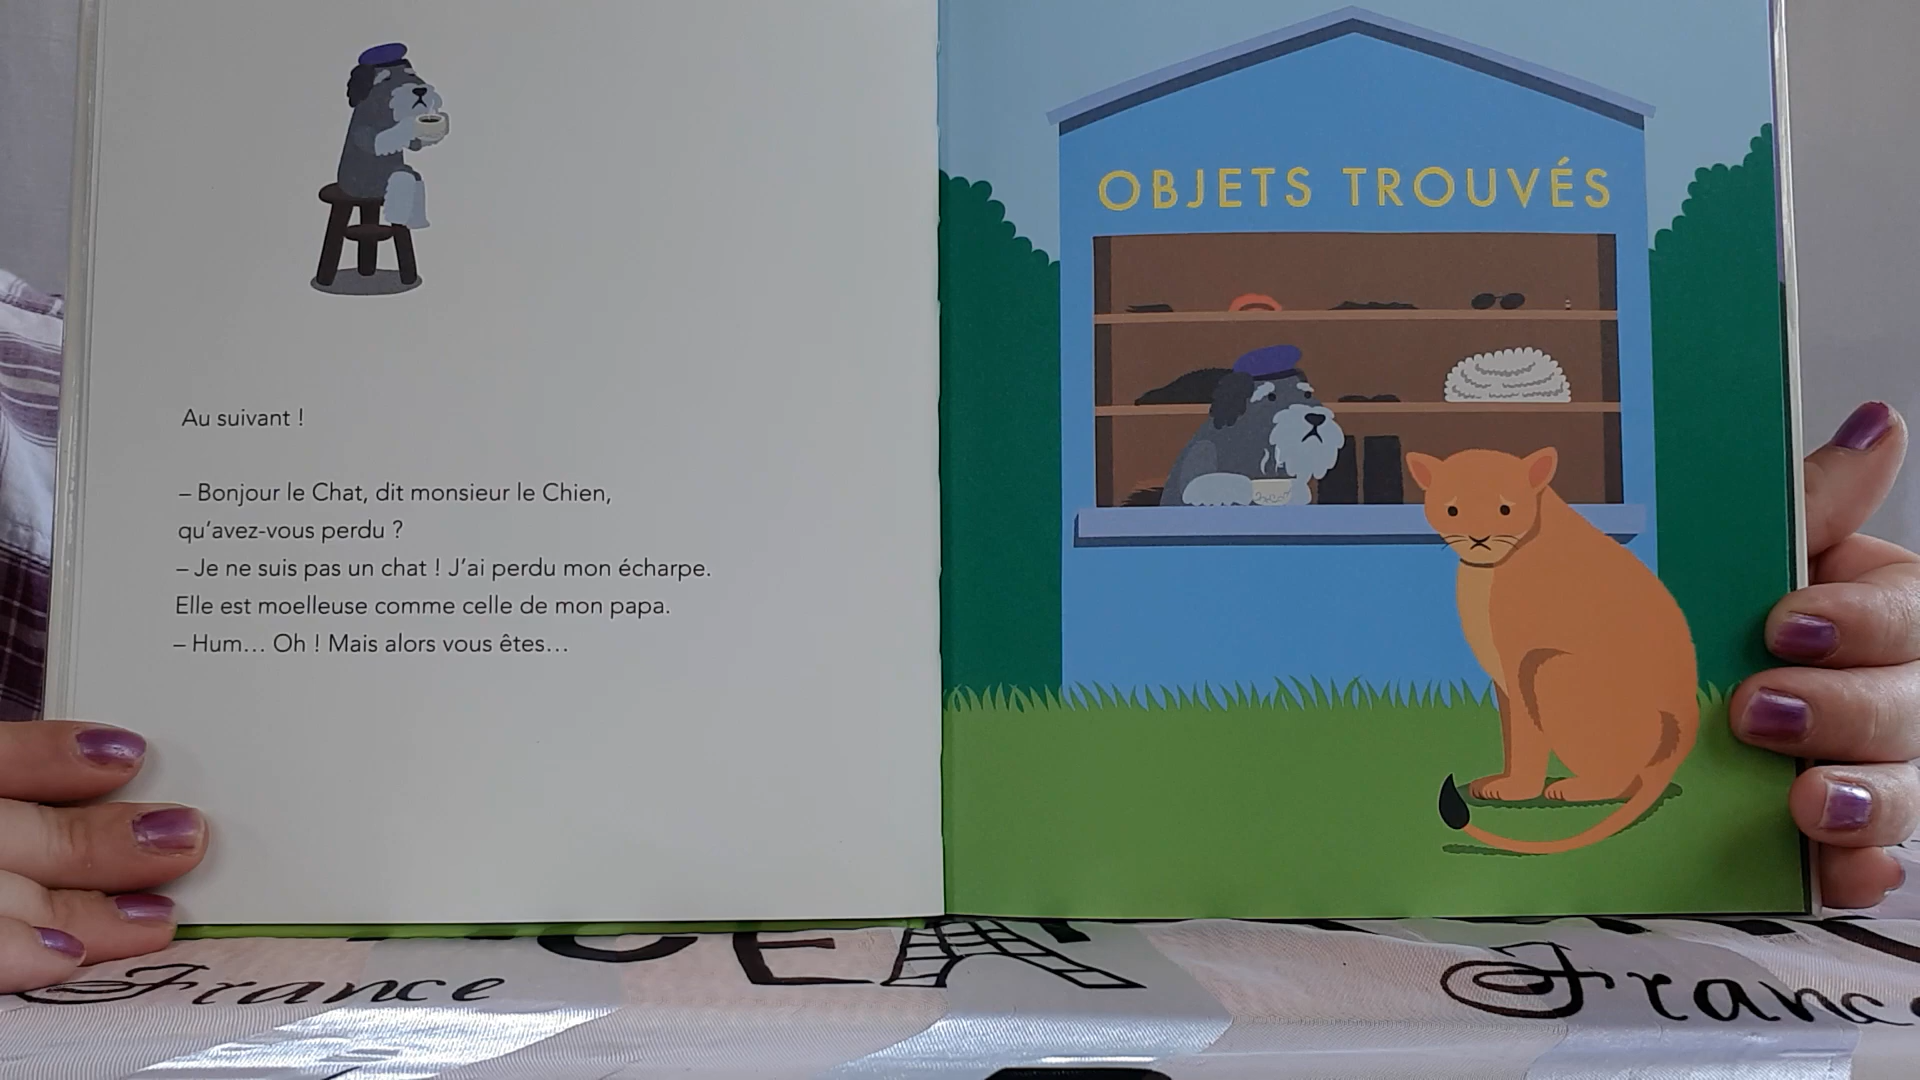 Au suivant !
– Bonjour le Chat, dit monsieur le Chien,
qu’avez-vous perdu ?
– Je ne suis pas un chat ! J’ai perdu mon écharpe.
Elle est moelleuse comme celle de mon papa.
– Hum… Oh ! Mais alors vous êtes…
OBJETS TROUVÉS
France
France